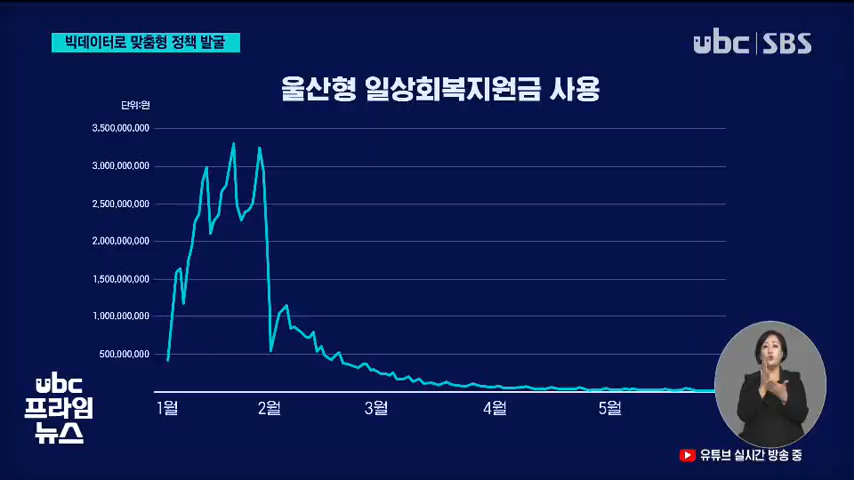 빅데이터로 맞춤형 정책 발굴
ubc SBS
울산형 일상회복지원금 사용
단위:원
3,500,000,000
3,000,000,000
2,500,000,000
2,000,000,000
1,500,000,000
1,000,000,000
500,000,000
1월 2월 3월 4월 5월
ubc
프라임
뉴스
유튜브 실시간 방송 중